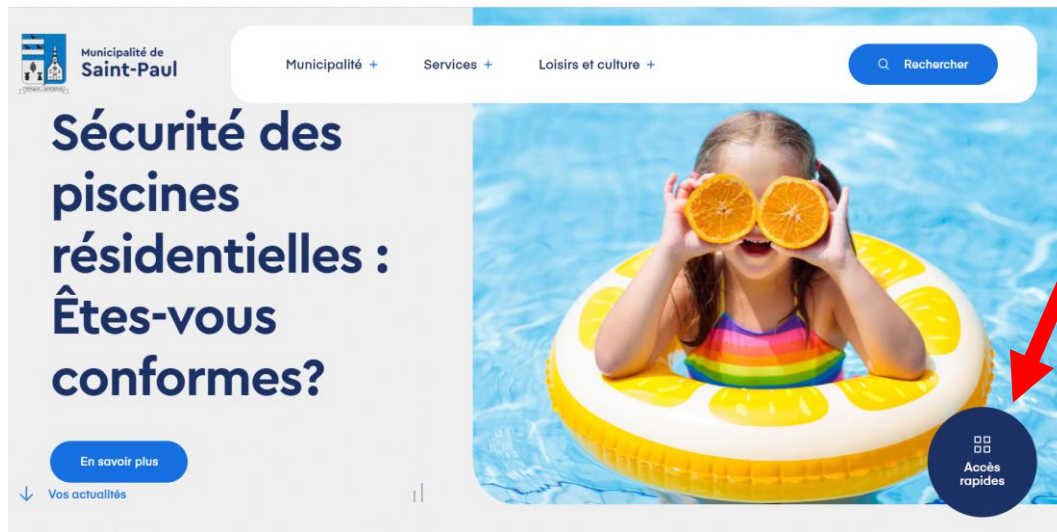 Municipalité de
Saint-Paul
Municipalité +
Services +
Loisirs et culture +
Rechercher
Sécurité des
piscines
résidentielles :
Êtes-vous
conformes?
En savoir plus
Vos actualités
Accès
rapides